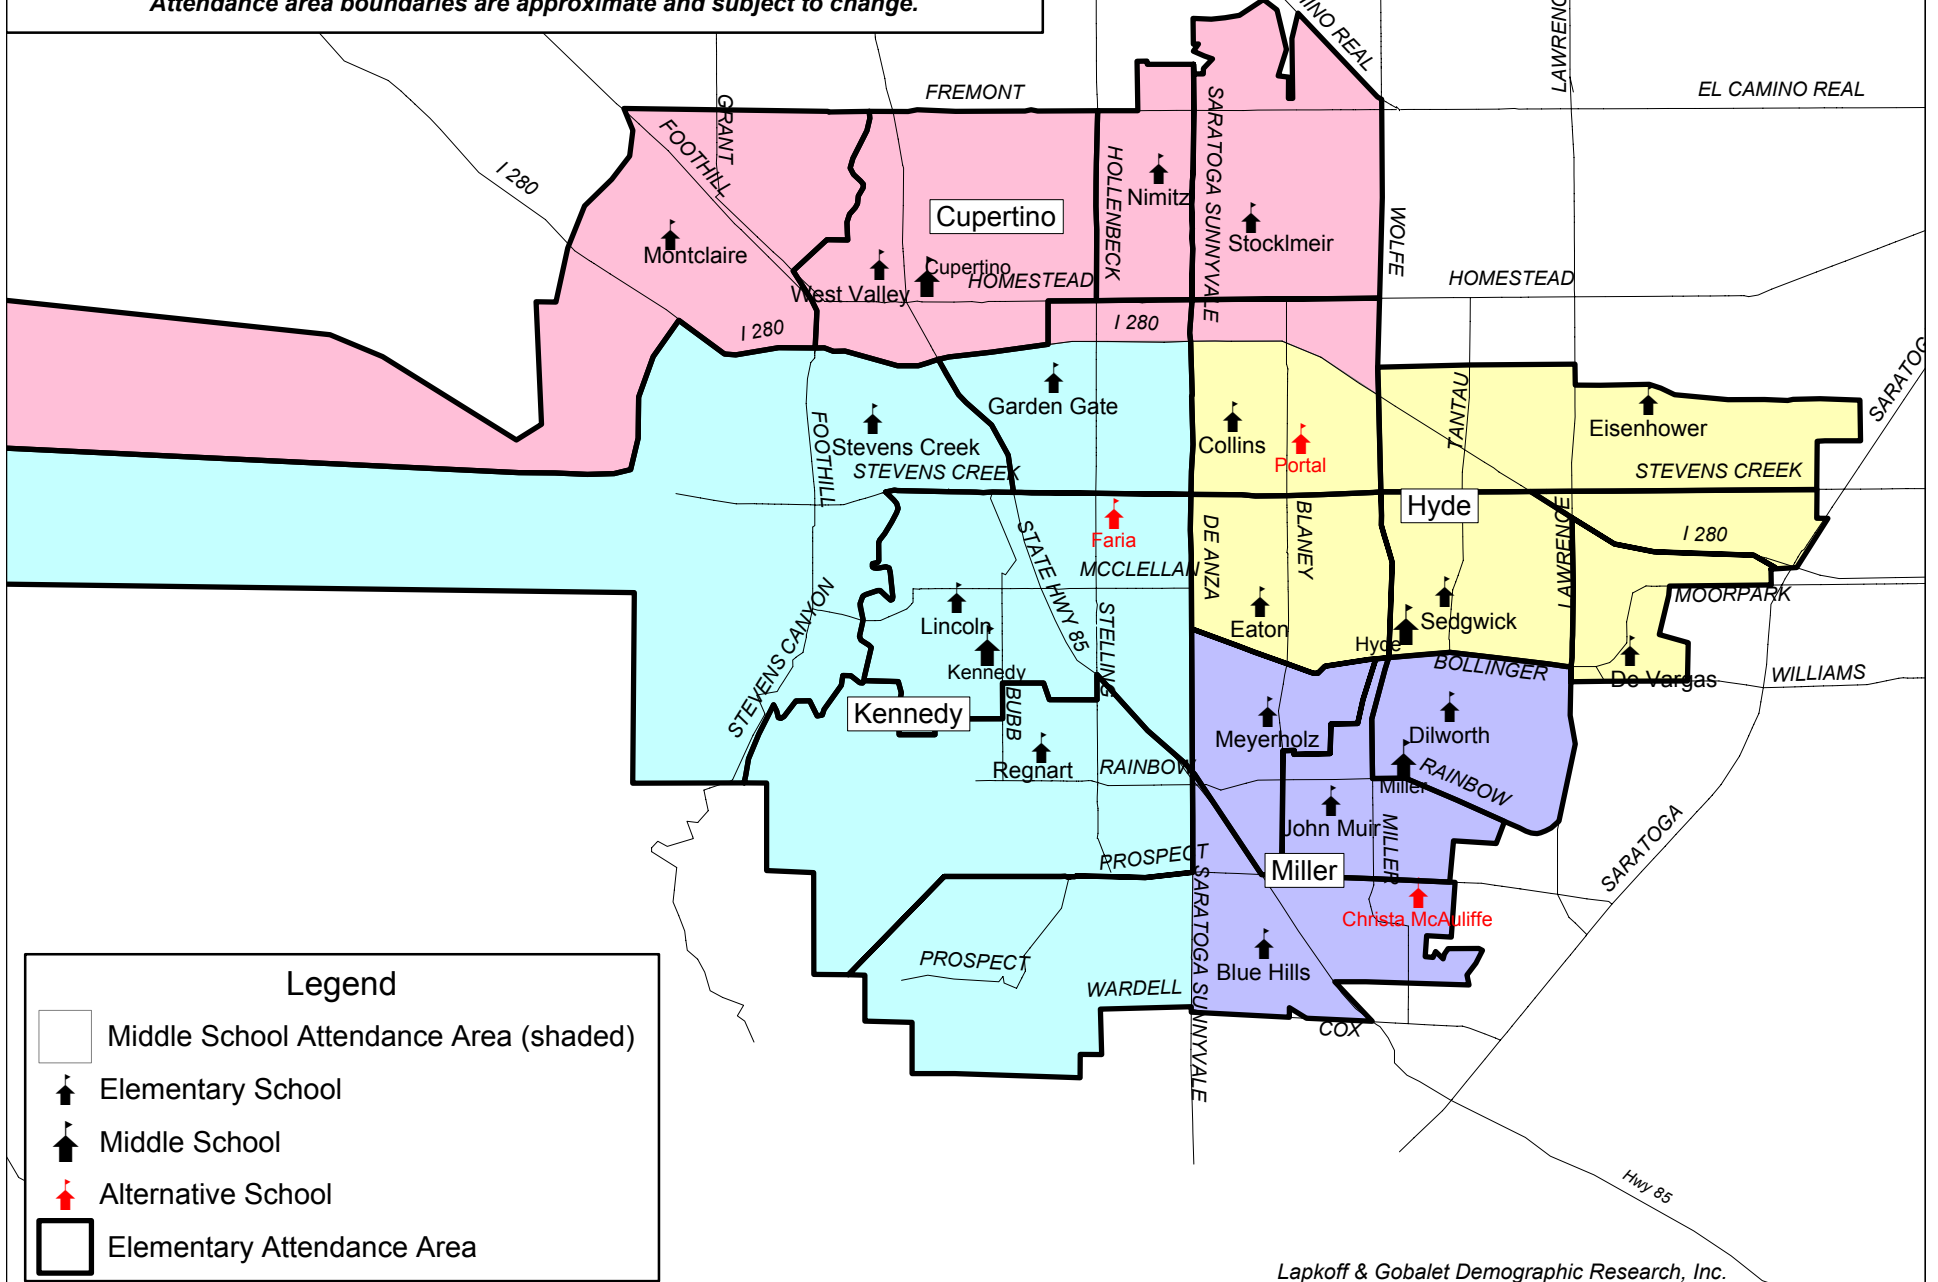 Attendance area boundaries are approximate and subject to change.
MINO REAL
LAWRENC
FREMONT
EL CAMINO REAL
GRANT
FOOTHILL
I 280
HOLLENBECK
SARATOGA SUNNYVALE
Nimitz
Cupertino
Stocklmeir
WOLFE
Montclaire
Cupertino
West Valley
HOMESTEAD
HOMESTEAD
I 280
I 280
SARATOG
Garden Gate
TANTAU
Eisenhower
FOOTHILL
Stevens Creek
Collins
Portal
STEVENS CREEK
STEVENS CREEK
Hyde
Faria
STATE HWY 85
DE ANZA
BLANEY
LAWRENCE
I 280
MCCLELLAN
MOORPARK
STEVENS CANYON
Lincoln
STELLING
Eaton
Sedgwick
Hyde
Kennedy
BOLLINGER
De Vargas
WILLIAMS
Kennedy
BUBB
Meyerholz
Dilworth
Regnart
RAINBOW
RAINBOW
Miller
John Muir
MILLER
SARATOGA
PROSPECT
Miller
SARATOGA SUNNYVALE
Christa McAuliffe
PROSPECT
Blue Hills
WARDELL
COX
Legend
Middle School Attendance Area (shaded)
Elementary School
Middle School
Alternative School
Elementary Attendance Area
Hwy 85
Lapkoff & Gobalet Demographic Research, Inc.